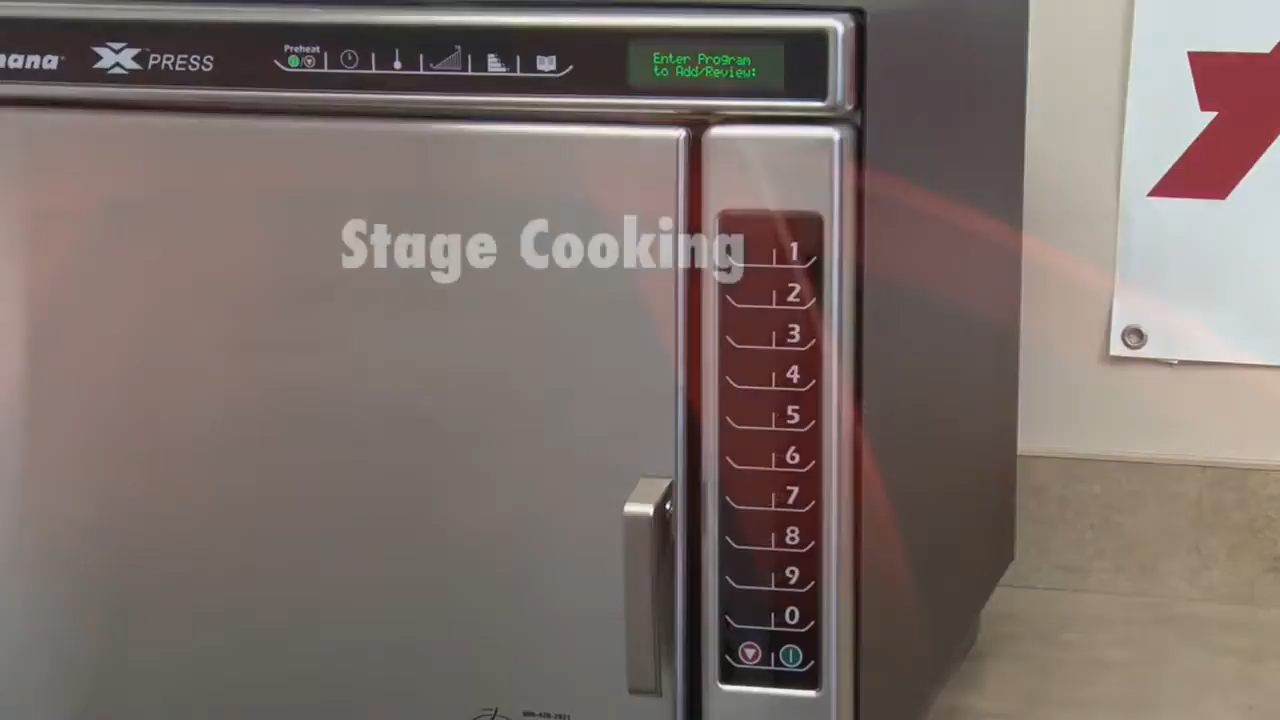 Preheat
XPRESS
Enter Program
to Add/Review:
Stage Cooking
1
2
3
4
5
6
7
8
9
0